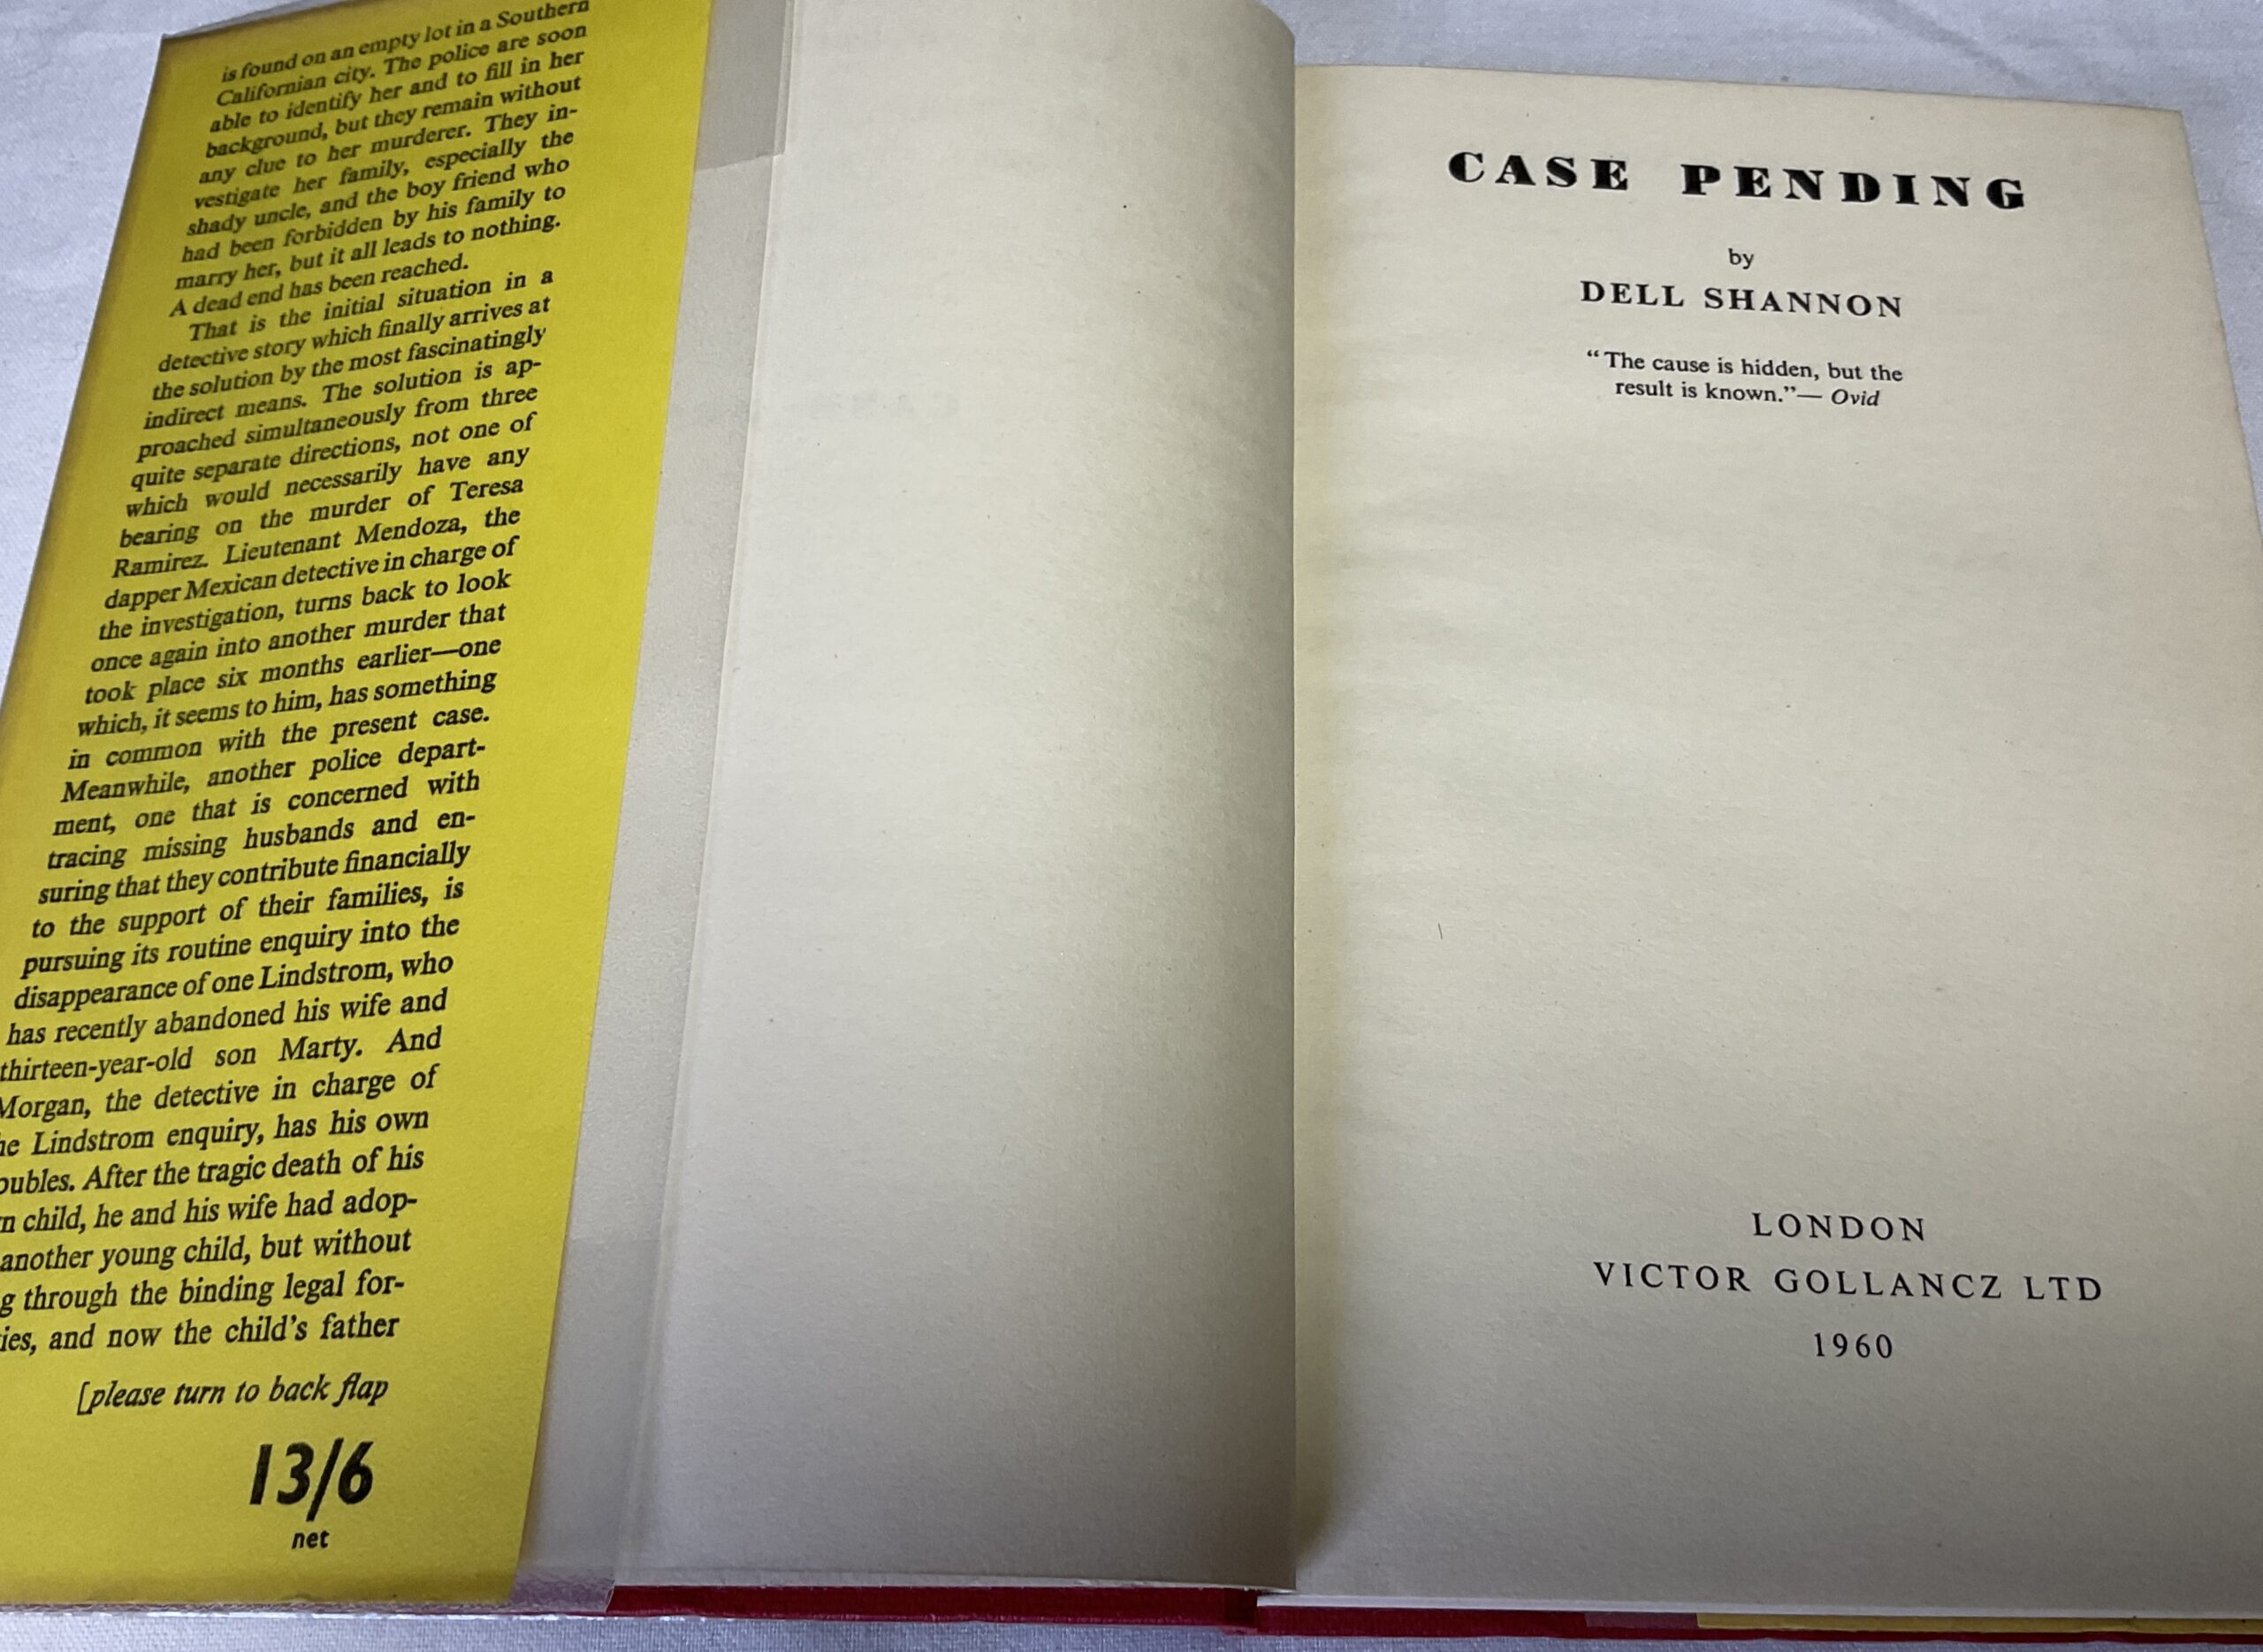 is found on an empty lot in a Southern
Californian city. The police are soon
able to identify her and to fill in her
background, but they remain without
any clue to her murderer. They in-
vestigate her family, especially the
shady uncle, and the boy friend who
had been forbidden by his family to
marry her, but it all leads to nothing.
A dead end has been reached.
That is the initial situation in a
detective story which finally arrives at
the solution by the most fascinatingly
indirect means. The solution is ap-
proached simultaneously from three
quite separate directions, not one of
which would necessarily have any
bearing on the murder of Teresa
Ramirez. Lieutenant Mendoza, the
dapper Mexican detective in charge of
the investigation, turns back to look
once again into another murder that
took place six months earlier—one
which, it seems to him, has something
in common with the present case.
Meanwhile, another police depart-
ment, one that is concerned with
tracing missing husbands and en-
suring that they contribute financially
to the support of their families, is
pursuing its routine enquiry into the
disappearance of one Lindstrom, who
has recently abandoned his wife and
thirteen-year-old son Marty. And
Morgan, the detective in charge of
he Lindstrom enquiry, has his own
oubles. After the tragic death of his
n child, he and his wife had adop-
another young child, but without
g through the binding legal for-
ies, and now the child's father
[please turn to back flap
13/6
net
CASE PENDING
by
DELL SHANNON
"The cause is hidden, but the
result is known."— Ovid
LONDON
VICTOR GOLLANCZ LTD
1960